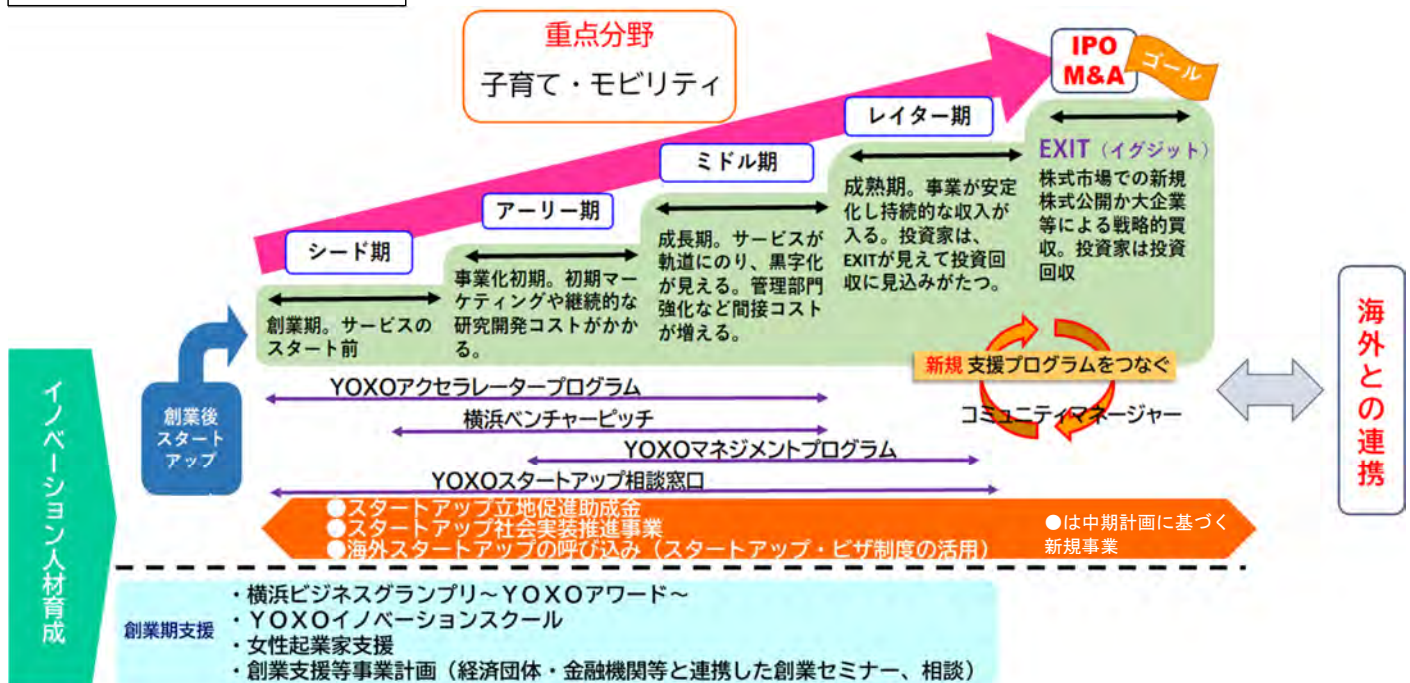 重点分野
子育て・モビリティ
IPO
M&A
ゴール
レイター期
ミドル期
アーリー期
シード期
創業期。サービスの
スタート前
事業化初期。初期マー
ケティングや継続的な
研究開発コストがかか
る。
成長期。サービスが
軌道にのり、黒字化
が見える。管理部門
強化など間接コスト
が増える。
成熟期。事業が安定
化し持続的な収入が
入る。投資家は、
EXITが見えて投資回
収に見込みがたつ。
EXIT（イグジット）
株式市場での新規
株式公開か大企業
等による戦略的買
収。投資家は投資
回収
海外との連携
イノベーション人材育成
創業後
スタート
アップ
新規 支援プログラムをつなぐ
コミュニティマネージャー
YOXOアクセラレータープログラム
横浜ベンチャーピッチ
YOXOマネジメントプログラム
YOXOスタートアップ相談窓口
●スタートアップ立地促進助成金
●スタートアップ社会実装推進事業
●海外スタートアップの呼び込み（スタートアップ・ビザ制度の活用）
●は中期計画に基づく
新規事業
創業期支援
・横浜ビジネスグランプリ～YOXOアワード～
・YOXOイノベーションスクール
・女性起業家支援
・創業支援等事業計画（経済団体・金融機関等と連携した創業セミナー、相談）